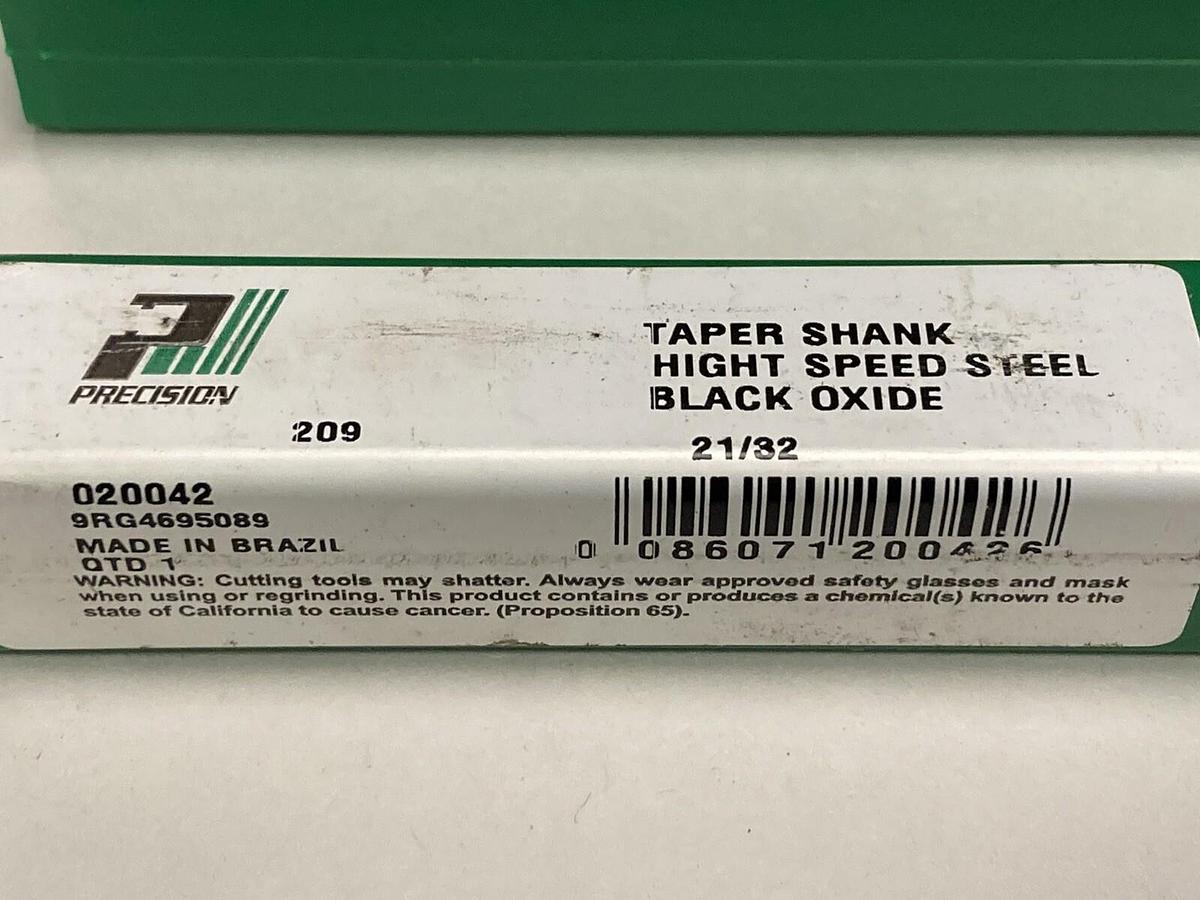 PRECISION
209
TAPER SHANK
HIGHT SPEED STEEL
BLACK OXIDE
21/32
020042
9RG4695089
MADE IN BRAZIL
QTD 1
0 086071 200426
WARNING: Cutting tools may shatter. Always wear approved safety glasses and mask
when using or regrinding. This product contains or produces a chemical(s) known to the
state of California to cause cancer. (Proposition 65).